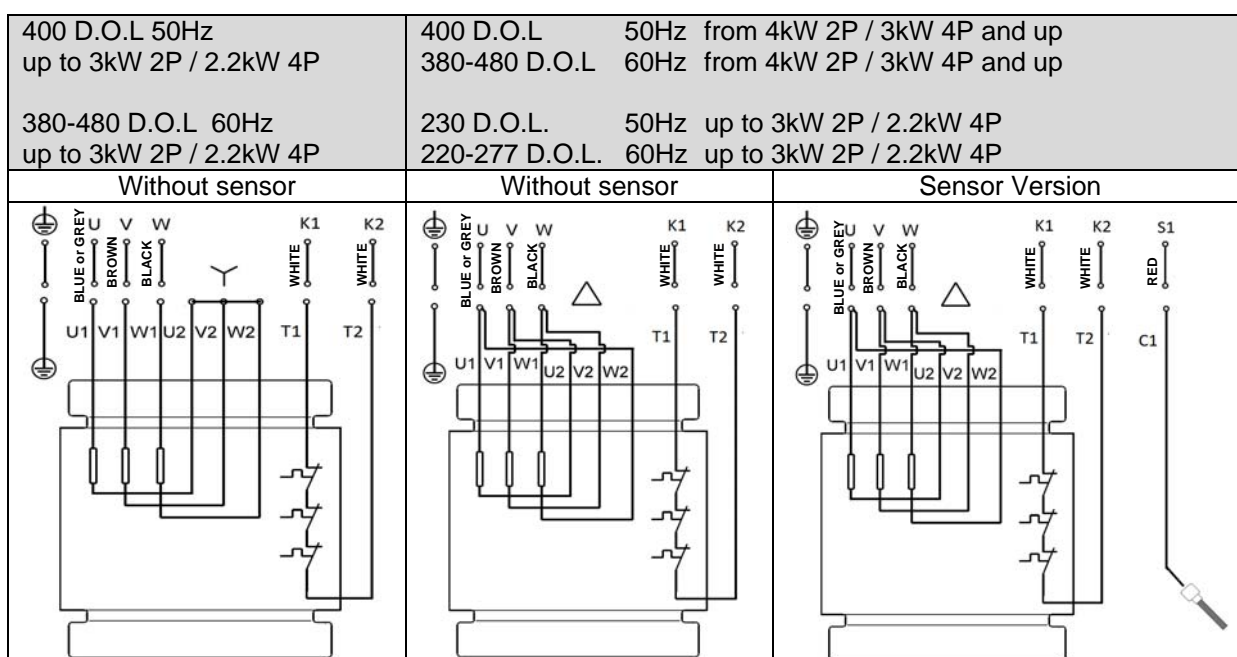 400 D.O.L 50Hz
up to 3kW 2P / 2.2kW 4P
380-480 D.O.L 60Hz
up to 3kW 2P / 2.2kW 4P
400 D.O.L 50Hz from 4kW 2P / 3kW 4P and up
380-480 D.O.L 60Hz from 4kW 2P / 3kW 4P and up
230 D.O.L. 50Hz up to 3kW 2P / 2.2kW 4P
220-277 D.O.L. 60Hz up to 3kW 2P / 2.2kW 4P
Without sensor
Without sensor
Sensor Version
U V W K1 K2
BLUE or GREY
BROWN
BLACK
WHITE
WHITE
U1 V1 W1 U2 V2 W2 T1 T2
U V W K1 K2
BLUE or GREY
BROWN
BLACK
WHITE
WHITE
T1 T2
U1 V1 W1 U2 V2 W2
U V W K1 K2 S1
BLUE or GREY
BROWN
BLACK
WHITE
WHITE
RED
T1 T2 C1
U1 V1 W1 U2 V2 W2